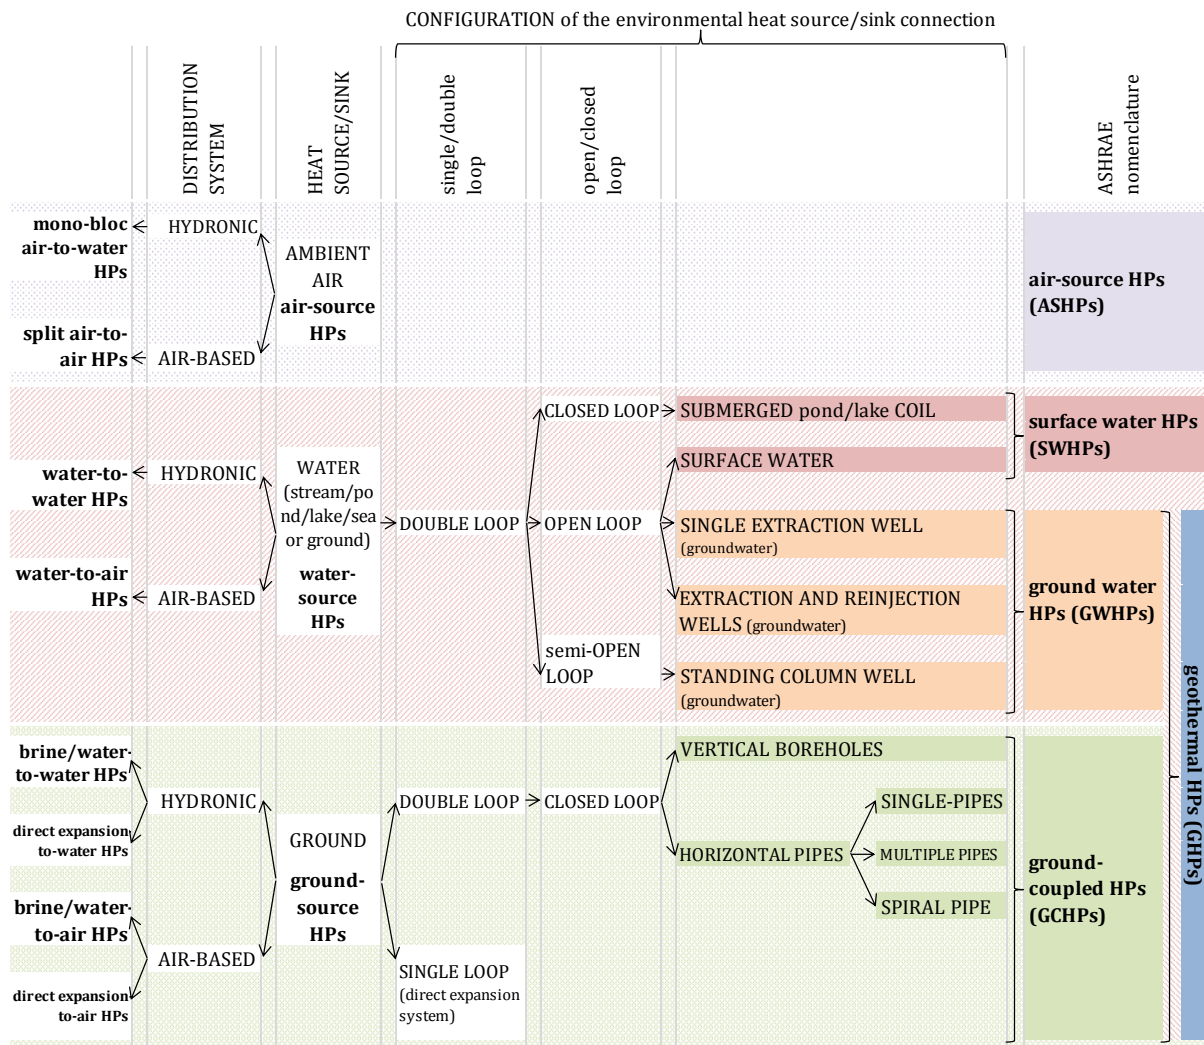 CONFIGURATION of the environmental heat source/sink connection
DISTRIBUTION
SYSTEM
HEAT
SOURCE/SINK
single/double
loop
open/closed
loop
ASHRAE
nomenclature
mono-bloc
air-to-water
HPs
HYDRONIC
AMBIENT
AIR
air-source
HPs
split air-to-
air HPs
AIR-BASED
air-source HPs
(ASHPs)
water-to-
water HPs
HYDRONIC
water-to-air
HPs
AIR-BASED
WATER
(stream/po
nd/lake/sea
or ground)
water-
source
HPs
DOUBLE LOOP
CLOSED LOOP
OPEN LOOP
semi-OPEN
LOOP
SUBMERGED pond/lake COIL
SURFACE WATER
SINGLE EXTRACTION WELL
(groundwater)
EXTRACTION AND REINJECTION
WELLS (groundwater)
STANDING COLUMN WELL
(groundwater)
surface water HPs
(SWHPs)
ground water
HPs (GWHPs)
geothermal HPs (GHPs)
brine/water-
to-water HPs
direct expansion
to-water HPs
HYDRONIC
brine/water-
to-air HPs
direct expansion
to-air HPs
AIR-BASED
GROUND
ground-
source
HPs
DOUBLE LOOP
SINGLE LOOP
(direct expansion
system)
CLOSED LOOP
VERTICAL BOREHOLES
HORIZONTAL PIPES
SINGLE-PIPES
MULTIPLE PIPES
SPIRAL PIPE
ground-
coupled HPs
(GCHPs)